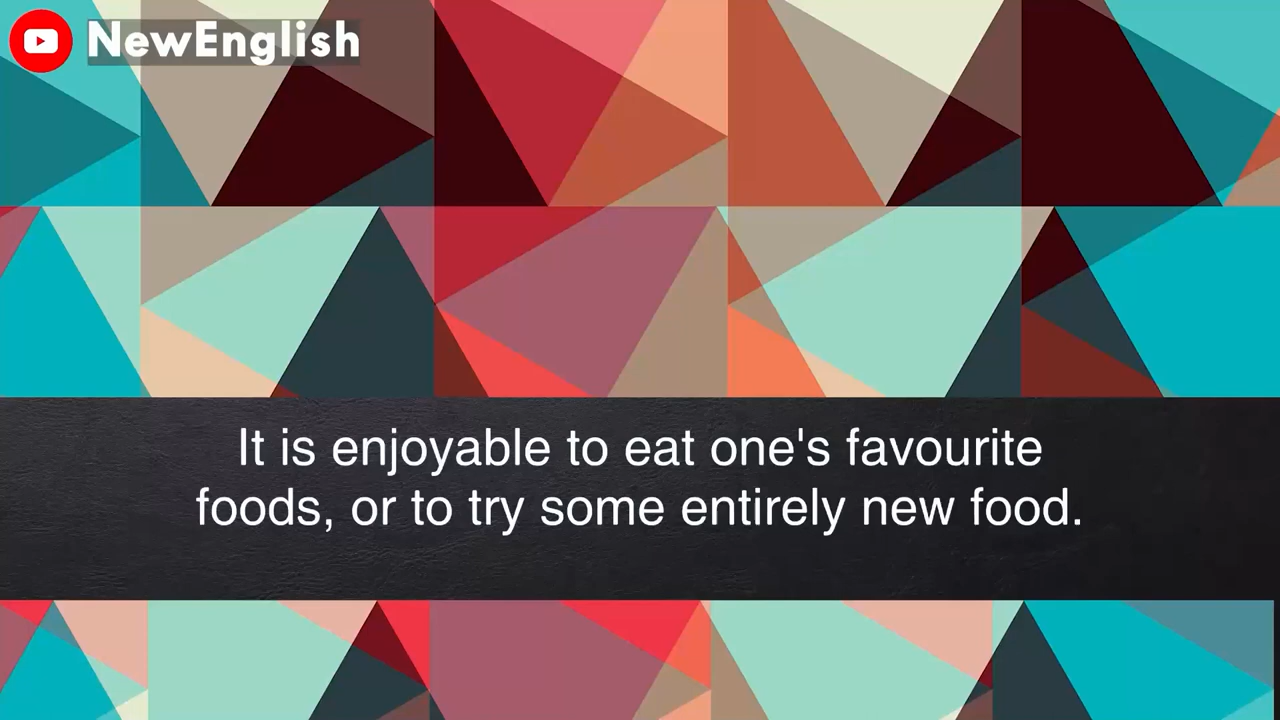 NewEnglish
It is enjoyable to eat one's favourite
foods, or to try some entirely new food.